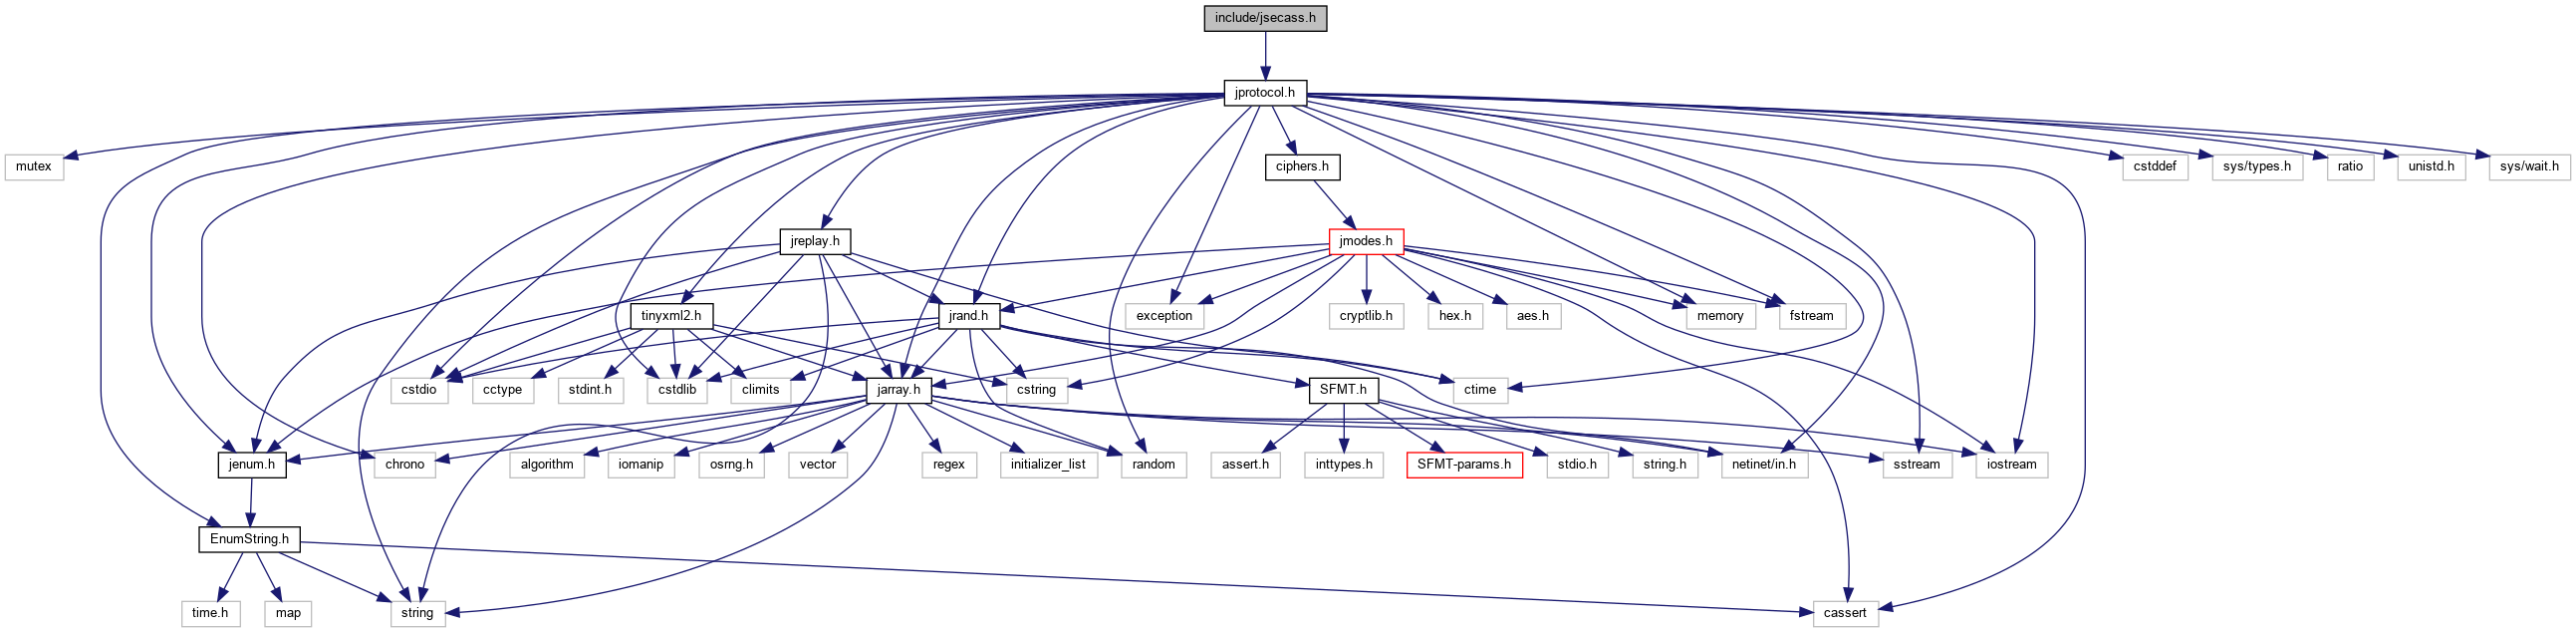 include/jsecass.h
jprotocol.h
mutex
ciphers.h
cstddef
sys/types.h
ratio
unistd.h
sys/wait.h
jreplay.h
jmodes.h
tinyxml2.h
jrand.h
exception
cryptlib.h
hex.h
aes.h
memory
fstream
cstdio
cctype
stdint.h
cstdlib
climits
jarray.h
cstring
SFMT.h
ctime
jenum.h
chrono
algorithm
iomanip
osrng.h
vector
regex
initializer_list
random
assert.h
inttypes.h
SFMT-params.h
stdio.h
string.h
netinet/in.h
sstream
iostream
EnumString.h
time.h
map
string
cassert